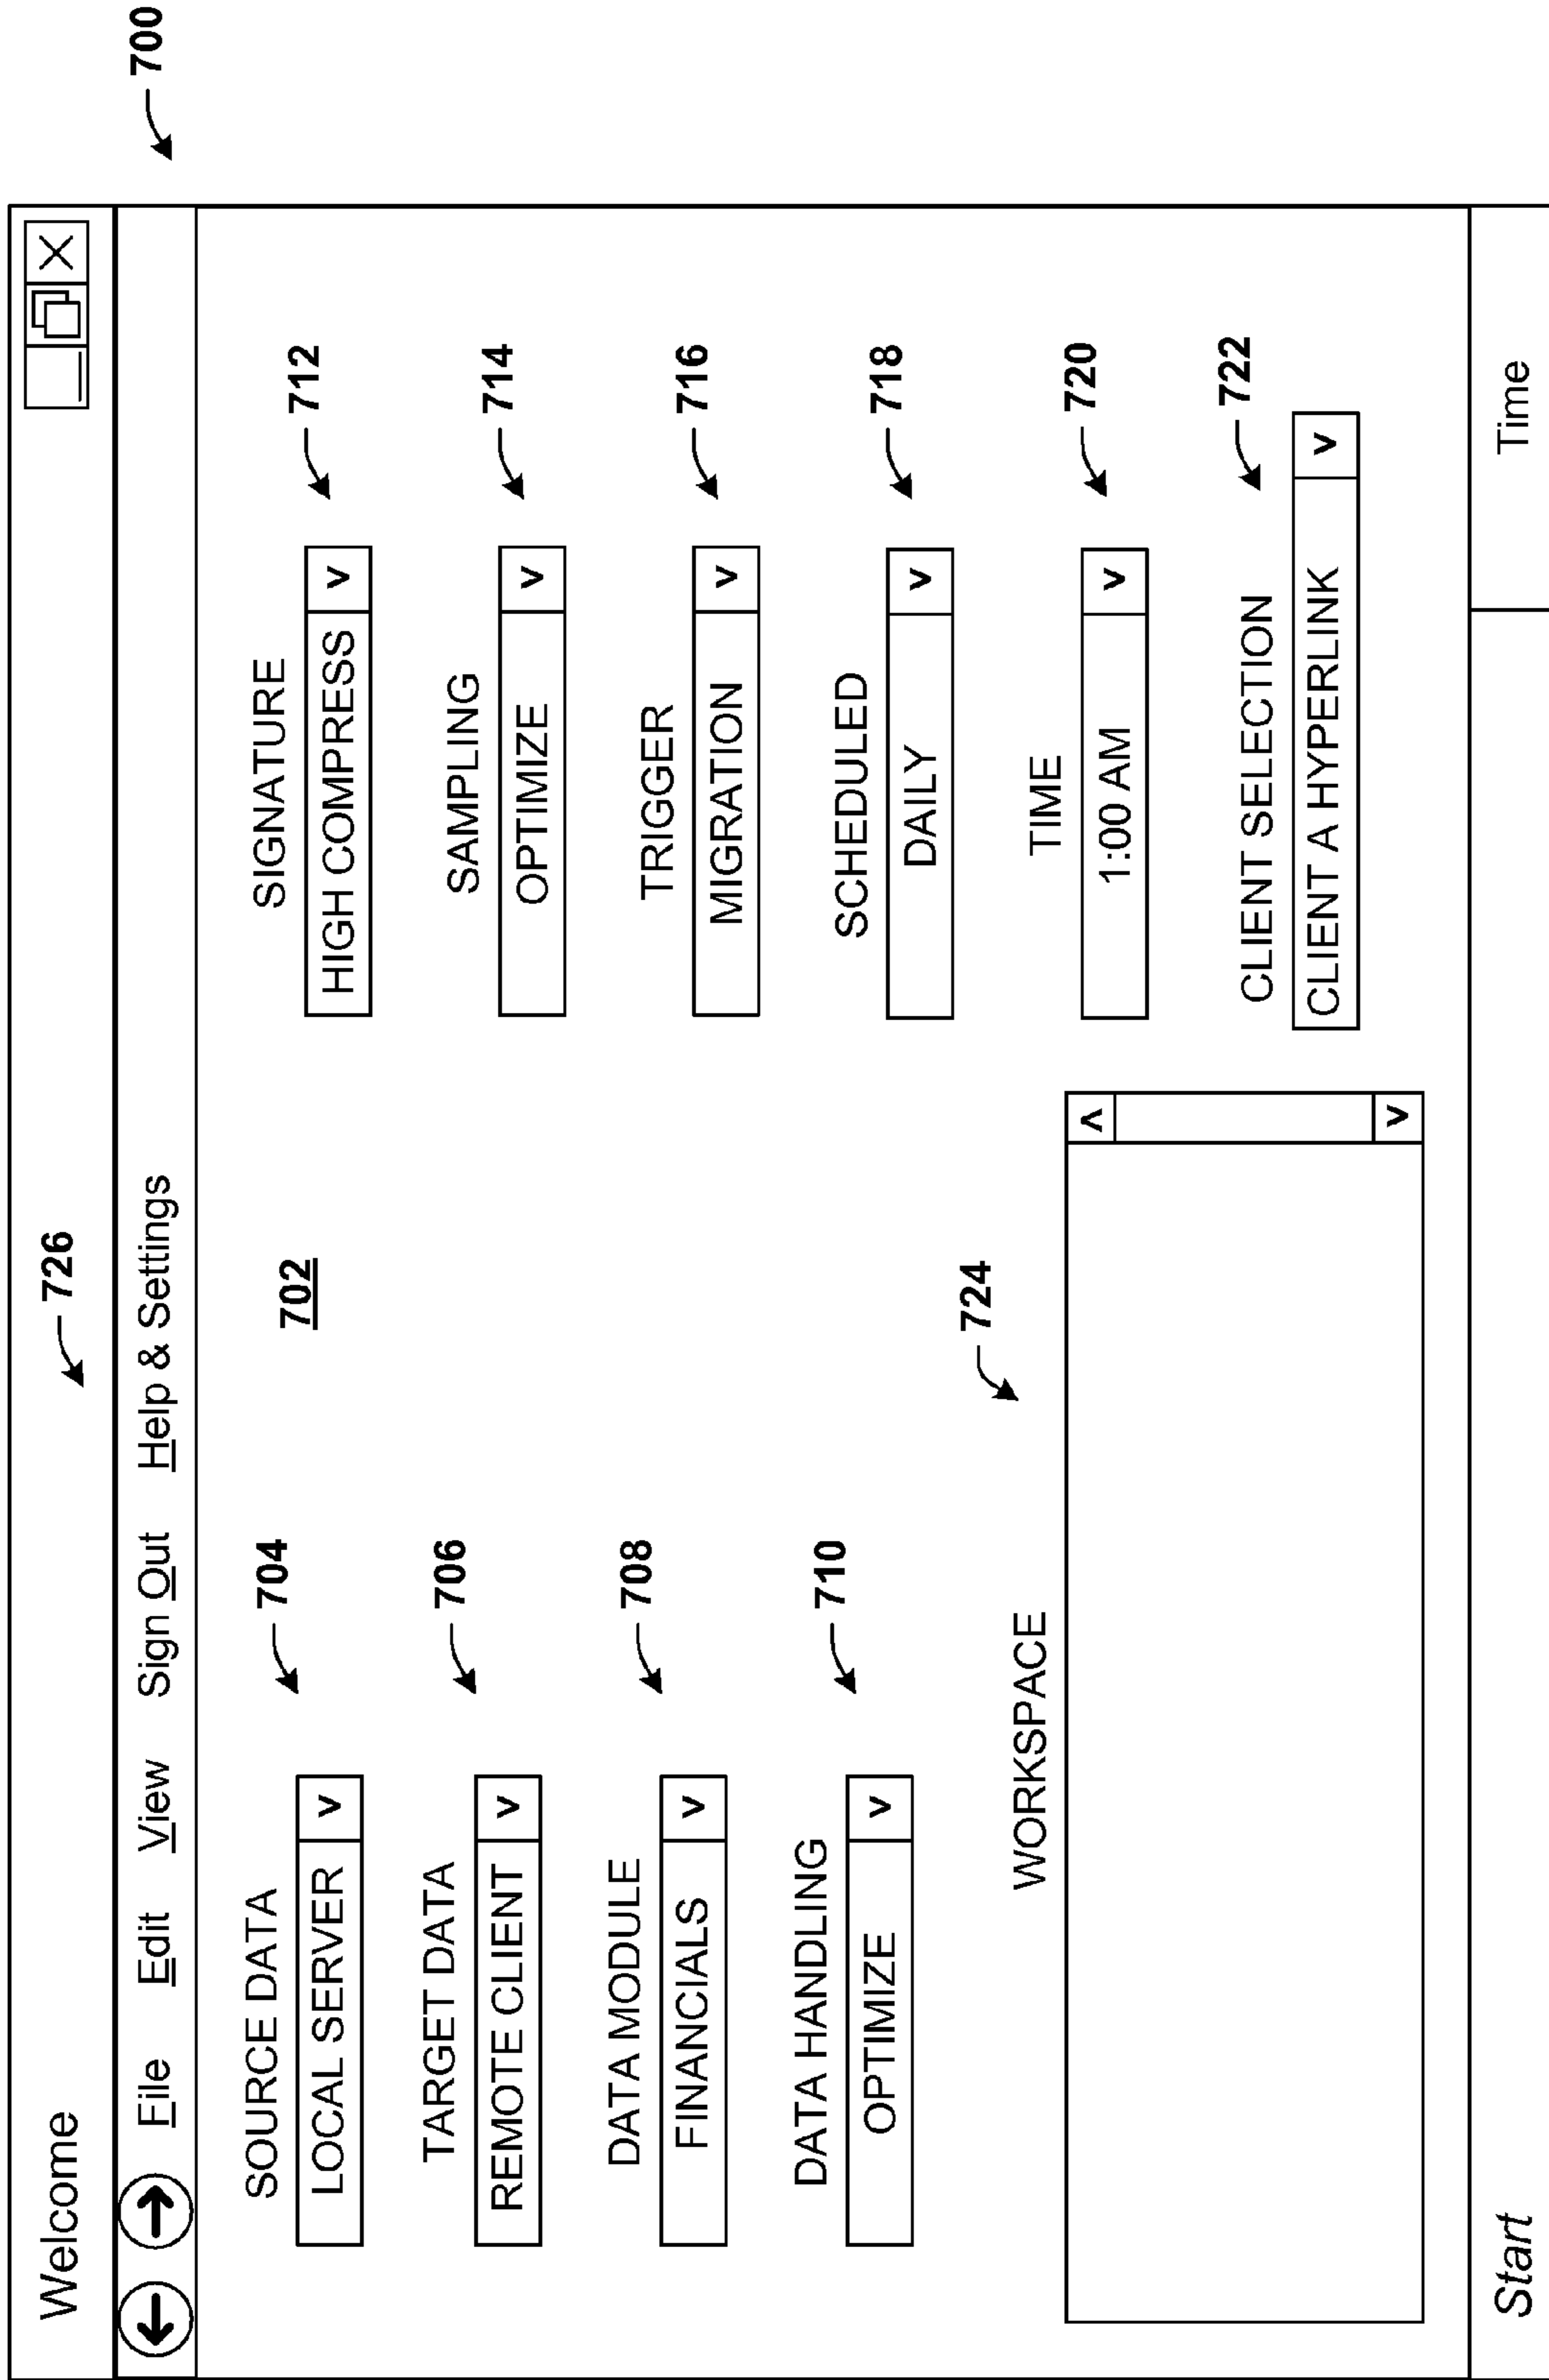 700
Welcome
726
File Edit View Sign Out Help & Settings
702
SOURCE DATA
704
LOCAL SERVER v
TARGET DATA
706
REMOTE CLIENT v
DATA MODULE
708
FINANCIALS v
DATA HANDLING
710
OPTIMIZE v
SIGNATURE
712
HIGH COMPRESS v
SAMPLING
714
OPTIMIZE v
TRIGGER
716
MIGRATION v
SCHEDULED
718
DAILY v
TIME
720
1:00 AM v
CLIENT SELECTION
722
CLIENT A HYPERLINK v
724
WORKSPACE
Start
Time